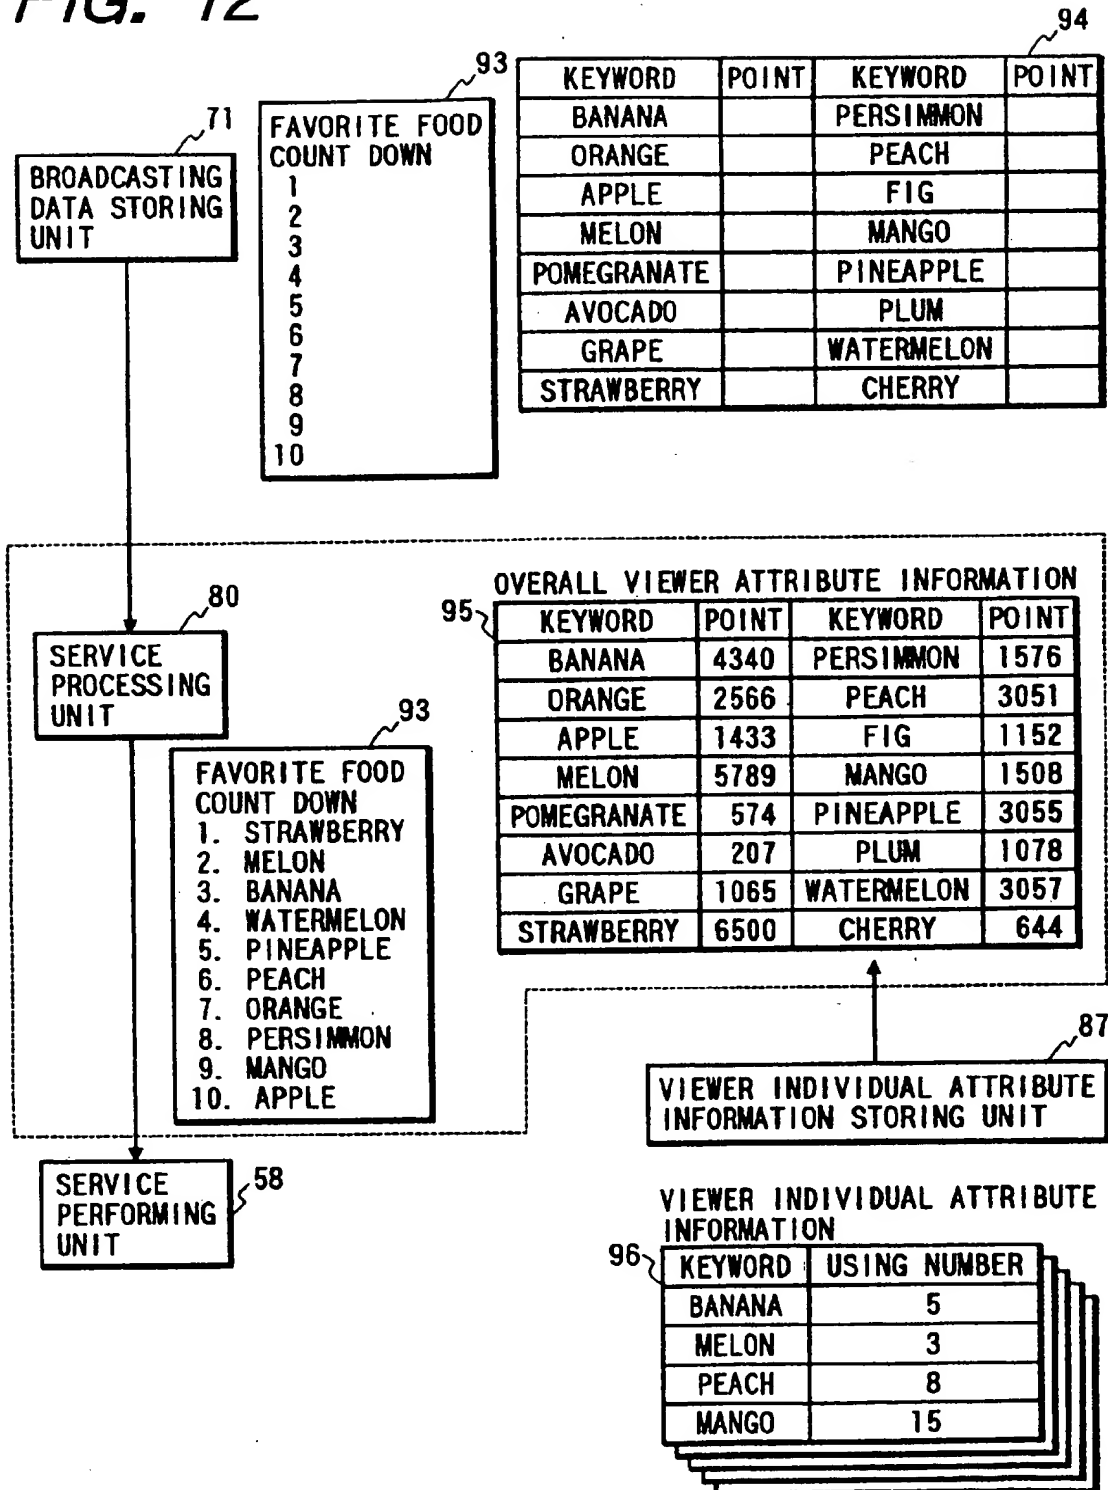 FIG. 12
94
93
KEYWORD POINT KEYWORD POINT
BANANA PERSIMMON
ORANGE PEACH
APPLE FIG
MELON MANGO
POMEGRANATE PINEAPPLE
AVOCADO PLUM
GRAPE WATERMELON
STRAWBERRY CHERRY
FAVORITE FOOD
COUNT DOWN
1
2
3
4
5
6
7
8
9
10
71
BROADCASTING
DATA STORING
UNIT
80
SERVICE
PROCESSING
UNIT
93
FAVORITE FOOD
COUNT DOWN
1. STRAWBERRY
2. MELON
3. BANANA
4. WATERMELON
5. PINEAPPLE
6. PEACH
7. ORANGE
8. PERSIMMON
9. MANGO
10. APPLE
OVERALL VIEWER ATTRIBUTE INFORMATION
95
KEYWORD POINT KEYWORD POINT
BANANA 4340 PERSIMMON 1576
ORANGE 2566 PEACH 3051
APPLE 1433 FIG 1152
MELON 5789 MANGO 1508
POMEGRANATE 574 PINEAPPLE 3055
AVOCADO 207 PLUM 1078
GRAPE 1065 WATERMELON 3057
STRAWBERRY 6500 CHERRY 644
87
VIEWER INDIVIDUAL ATTRIBUTE
INFORMATION STORING UNIT
58
SERVICE
PERFORMING
UNIT
VIEWER INDIVIDUAL ATTRIBUTE
INFORMATION
96
KEYWORD USING NUMBER
BANANA 5
MELON 3
PEACH 8
MANGO 15